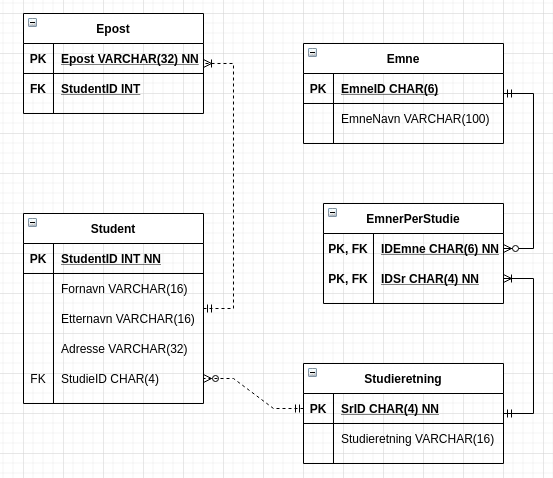 Epost
PK Epost VARCHAR(32) NN
FK StudentID INT
Emne
PK EmneID CHAR(6)
EmneNavn VARCHAR(100)
Student
PK StudentID INT NN
Fornavn VARCHAR(16)
Etternavn VARCHAR(16)
Adresse VARCHAR(32)
FK StudieID CHAR(4)
EmnerPerStudie
PK, FK IDEmne CHAR(6) NN
PK, FK IDSr CHAR(4) NN
Studieretning
PK SrID CHAR(4) NN
Studieretning VARCHAR(16)